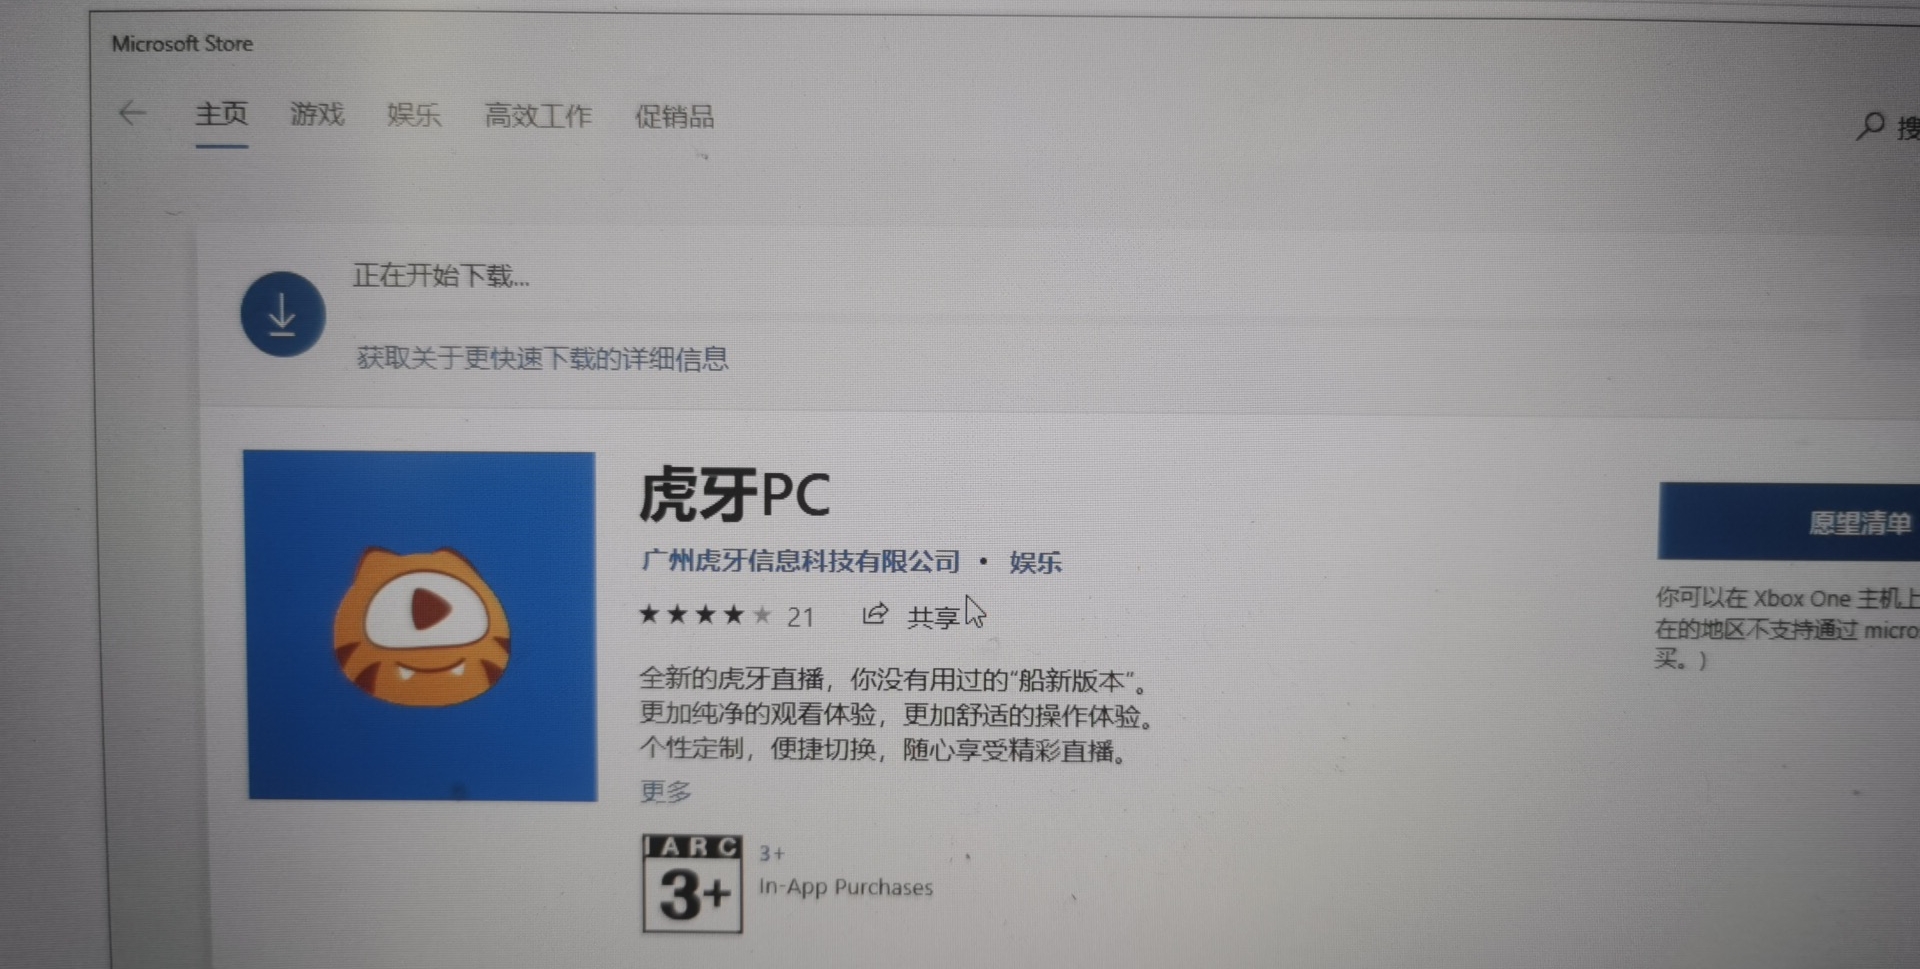 Microsoft Store
主页 游戏 娱乐 高效工作 促销品
搜
正在开始下载...
获取关于更快速下载的详细信息
虎牙PC
广州虎牙信息科技有限公司 • 娱乐
21 共享
全新的虎牙直播，你没有用过的“船新版本”。
更加纯净的观看体验，更加舒适的操作体验。
个性定制，便捷切换，随心享受精彩直播。
更多
IARC
3+
3+
In-App Purchases
愿望清单
你可以在 Xbox One 主机上
在的地区不支持通过 micro
买。)